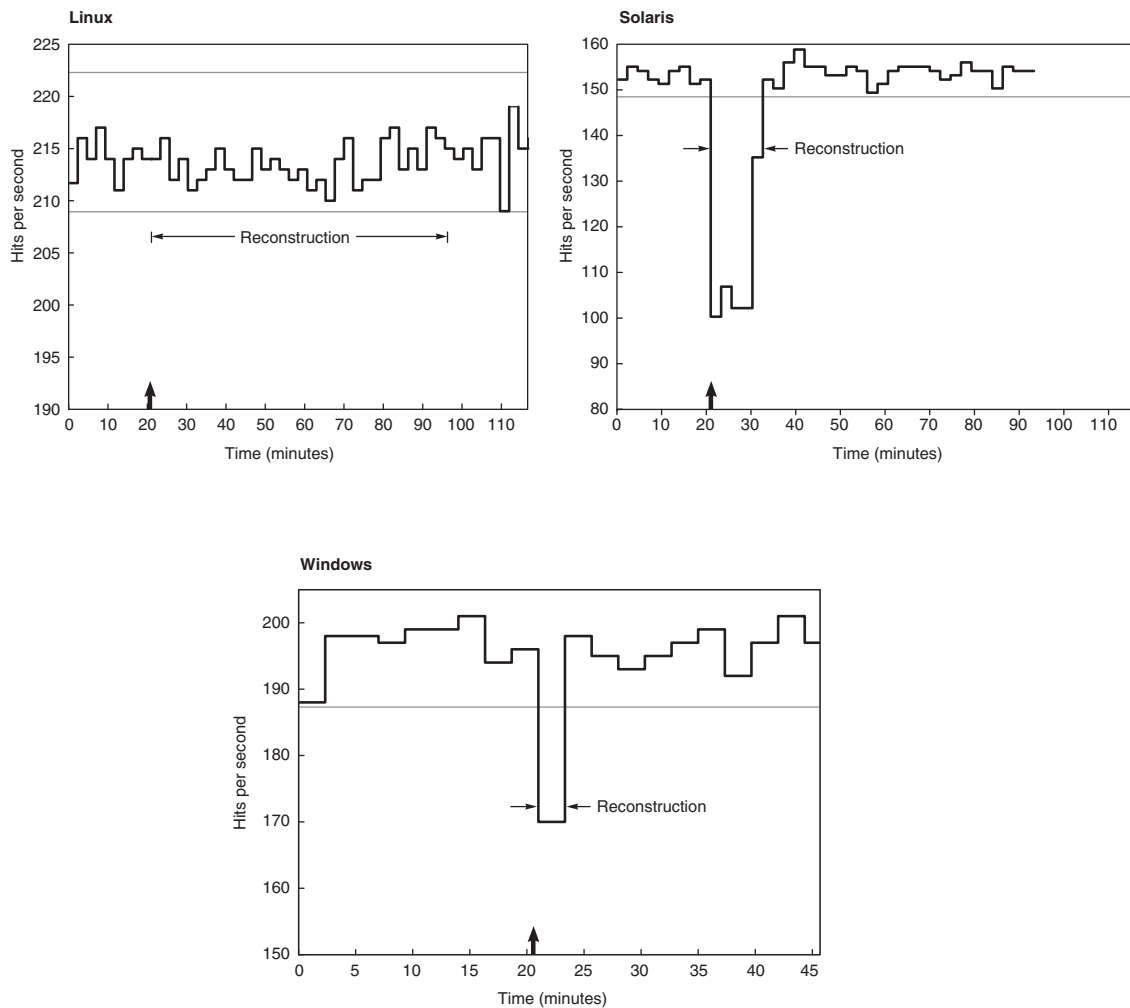 Linux
Hits per second
225
220
215
210
205
200
195
190
Reconstruction
0 10 20 30 40 50 60 70 80 90 100 110
Time (minutes)
Solaris
Hits per second
160
150
140
130
120
110
100
90
80
Reconstruction
0 10 20 30 40 50 60 70 80 90 100 110
Time (minutes)
Windows
Hits per second
200
190
180
170
160
150
Reconstruction
0 5 10 15 20 25 30 35 40 45
Time (minutes)